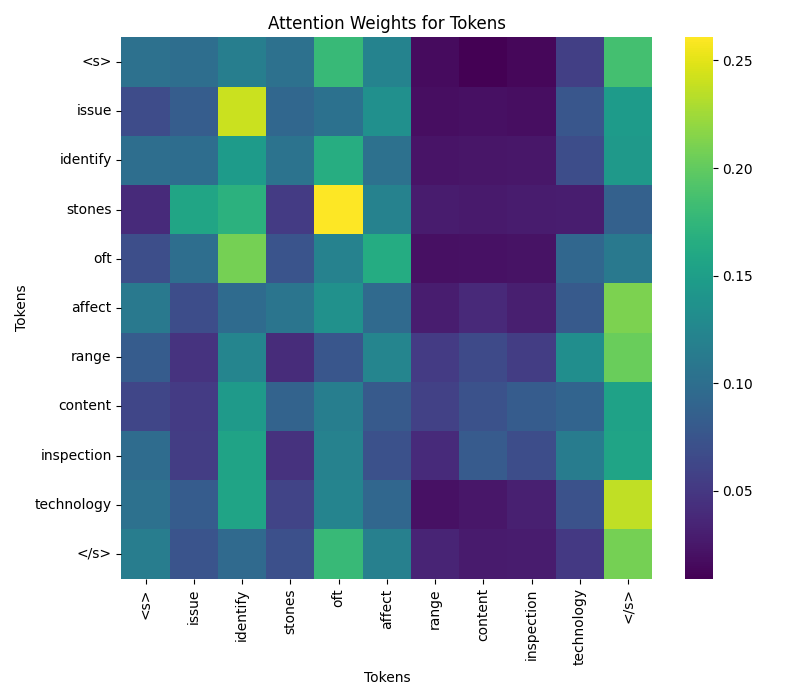 Attention Weights for Tokens
Tokens
<s>
issue
identify
stones
oft
affect
range
content
inspection
technology
</s>
<s>
issue
identify
stones
oft
affect
range
content
inspection
technology
</s>
Tokens
0.25
0.20
0.15
0.10
0.05